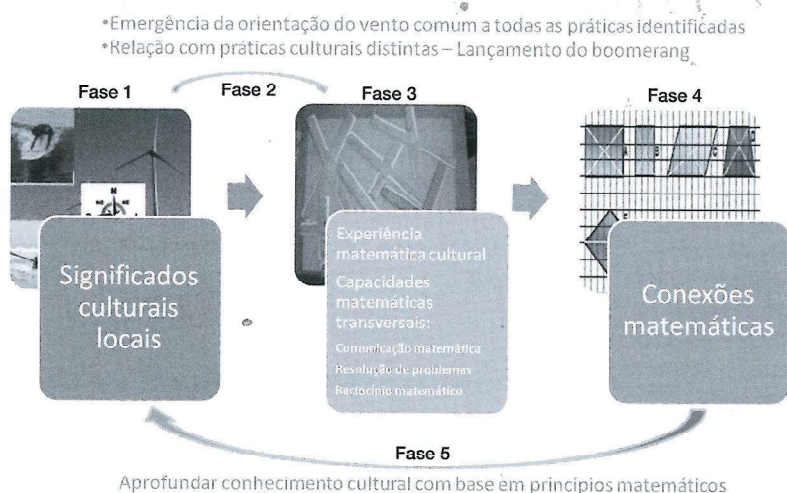 •Emergência da orientação do vento comum a todas as práticas identificadas
•Relação com práticas culturais distintas – Lançamento do boomerang
Fase 1
Fase 2
Fase 3
Fase 4
N
Significados
culturais
locais
Experiência
matemática cultural
Capacidades
matemáticas
transversais:
Comunicação matemática
Resolução de problemas
Raciocínio matemático
A
B
C
D
Conexões
matemáticas
Fase 5
Aprofundar conhecimento cultural com base em princípios matemáticos